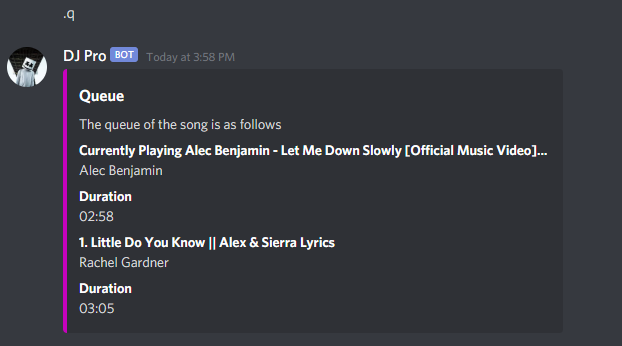 .q
DJ Pro BOT Today at 3:58 PM
Queue
The queue of the song is as follows
Currently Playing Alec Benjamin - Let Me Down Slowly [Official Music Video]...
Alec Benjamin
Duration
02:58
1. Little Do You Know || Alex & Sierra Lyrics
Rachel Gardner
Duration
03:05